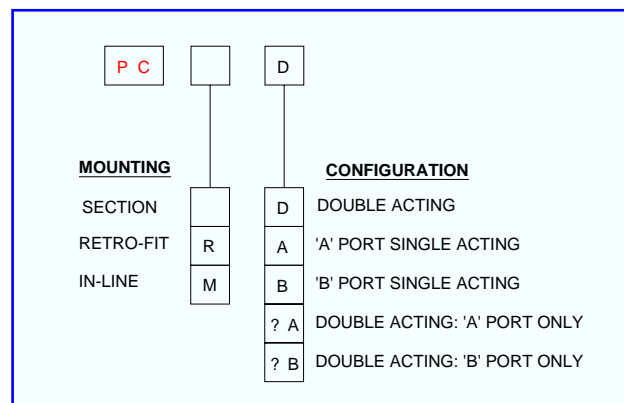 P C D
MOUNTING CONFIGURATION
SECTION D DOUBLE ACTING
RETRO-FIT R A 'A' PORT SINGLE ACTING
IN-LINE M B 'B' PORT SINGLE ACTING
? A DOUBLE ACTING: 'A' PORT ONLY
? B DOUBLE ACTING: 'B' PORT ONLY